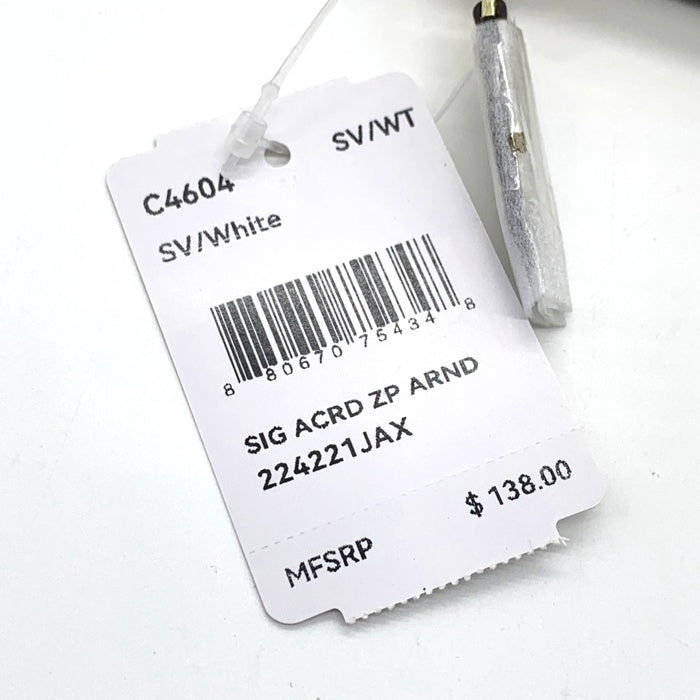 SV/WT
C4604
SV/White
8 80670 75434 8
SIG ACRD ZP ARND
224221JAX
$ 138.00
MFSRP